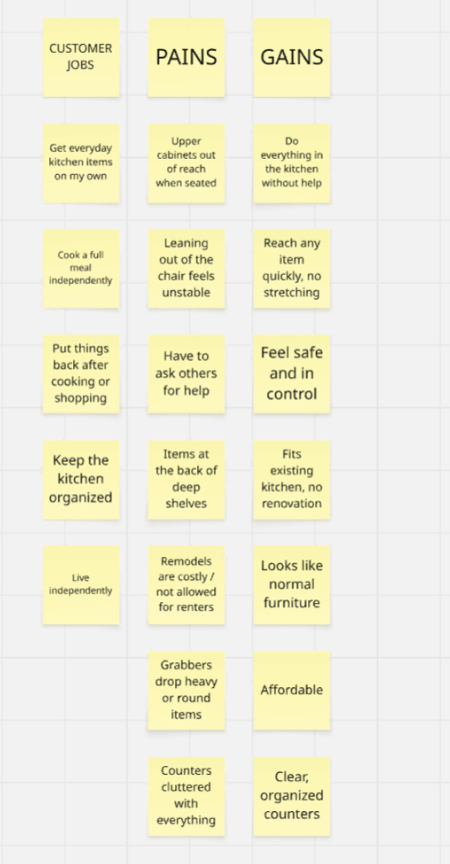 CUSTOMER
JOBS
PAINS
GAINS
Get everyday
kitchen items
on my own
Upper
cabinets out
of reach
when seated
Do
everything in
the kitchen
without help
Cook a full
meal
independently
Leaning
out of the
chair feels
unstable
Reach any
item
quickly, no
stretching
Put things
back after
cooking or
shopping
Have to
ask others
for help
Feel safe
and in
control
Keep the
kitchen
organized
Items at
the back of
deep
shelves
Fits
existing
kitchen, no
renovation
Live
independently
Remodels
are costly /
not allowed
for renters
Looks like
normal
furniture
Grabbers
drop heavy
or round
items
Affordable
Counters
cluttered
with
everything
Clear,
organized
counters